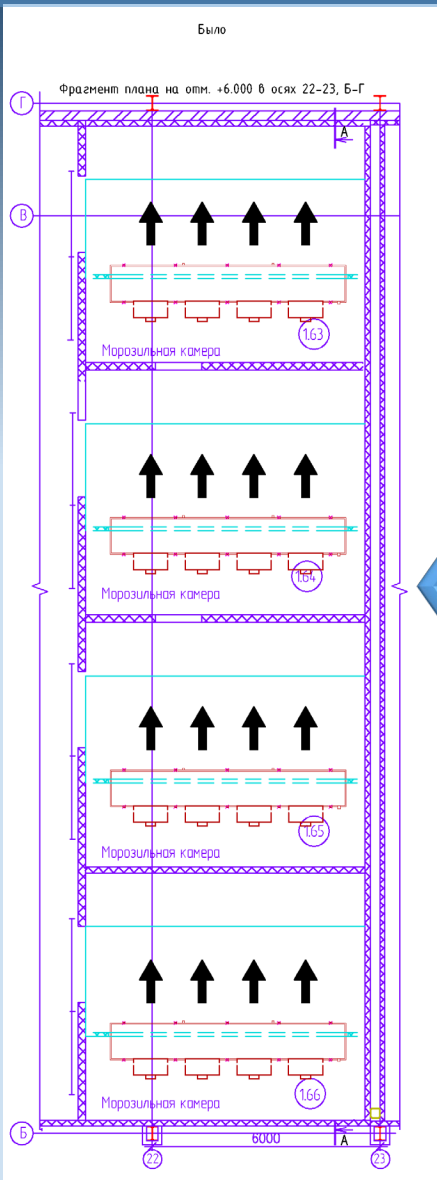 Было
Фрагмент плана на отм. +6.000 в осях 22-23, Б-Г
Г
А
В
1.63
Морозильная камера
1.64
Морозильная камера
1.65
Морозильная камера
1.66
Морозильная камера
Б
6000
А
22
23